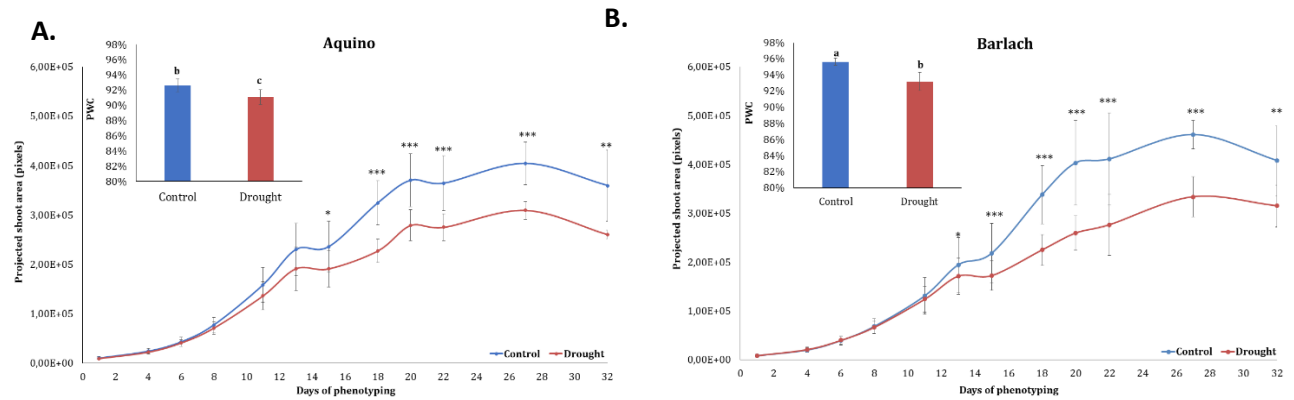 A.
Aquino
98%
96%
94%
92%
90%
88%
86%
84%
82%
80%
PWC
b
c
Control
Drought
6,00E+05
5,00E+05
4,00E+05
3,00E+05
2,00E+05
1,00E+05
0,00E+00
Projected shoot area (pixels)
*
***
***
***
***
**
Control
Drought
0 2 4 6 8 10 12 14 16 18 20 22 24 26 28 30 32
Days of phenotyping
B.
Barlach
98%
96%
94%
92%
90%
88%
86%
84%
82%
80%
PWC
a
b
Control
Drought
6,00E+05
5,00E+05
4,00E+05
3,00E+05
2,00E+05
1,00E+05
0,00E+00
Projected shoot area (pixels)
*
***
***
***
***
***
**
Control
Drought
0 2 4 6 8 10 12 14 16 18 20 22 24 26 28 30 32
Days of phenotyping